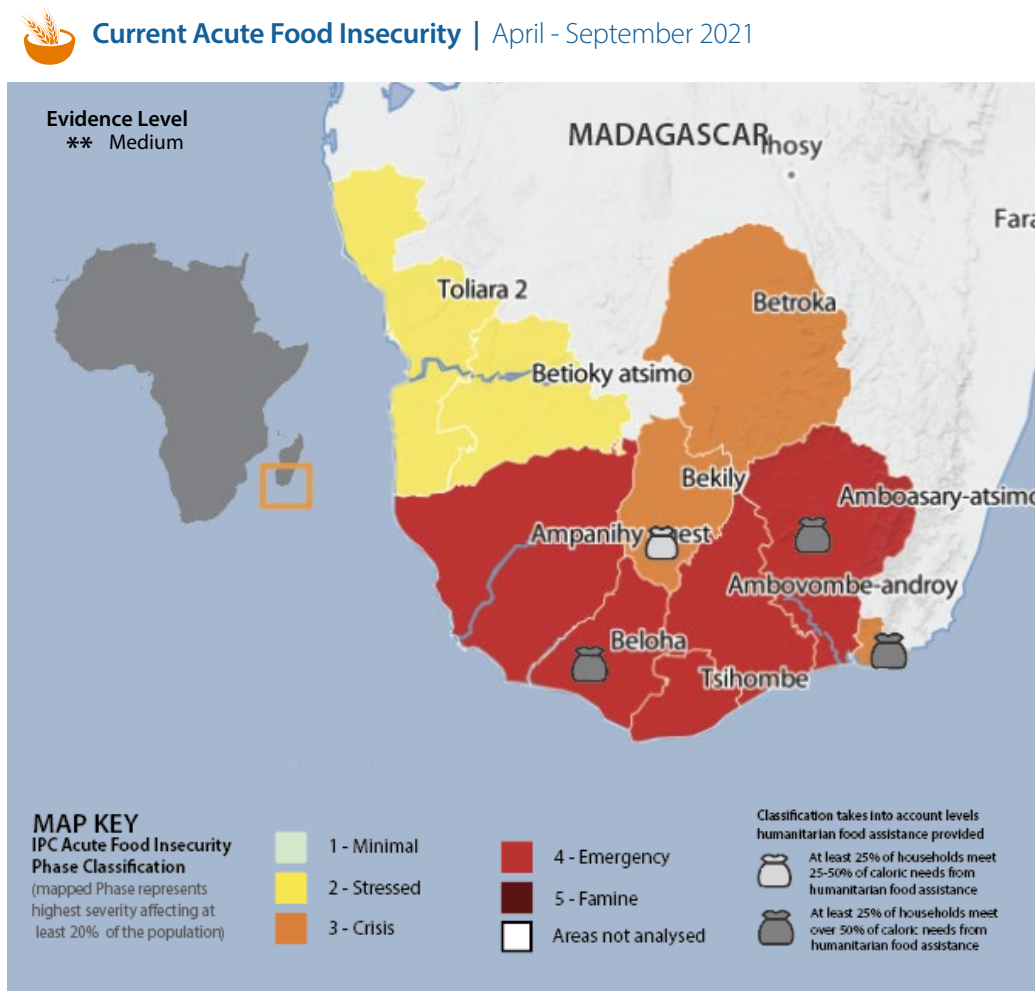 Current Acute Food Insecurity | April - September 2021
Evidence Level
** Medium
MADAGASCAR
Ihosy
Fara
Toliara 2
Betroka
Betioky atsimo
Bekily
Amboasary-atsimo
Ampanihy est
Ambovombe-androy
Beloha
Tsihombe
MAP KEY
IPC Acute Food Insecurity
Phase Classification
(mapped Phase represents
highest severity affecting at
least 20% of the population)
1 - Minimal
2 - Stressed
3 - Crisis
4 - Emergency
5 - Famine
Areas not analysed
Classification takes into account levels
humanitarian food assistance provided
At least 25% of households meet
25-50% of caloric needs from
humanitarian food assistance
At least 25% of households meet
over 50% of caloric needs from
humanitarian food assistance